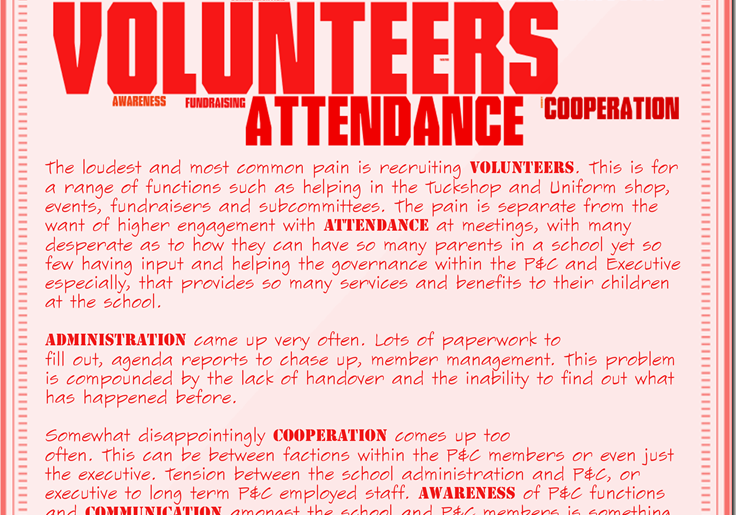 VOLUNTEERS
AWARENESS FUNDRAISING ATTENDANCE COOPERATION
The loudest and most common pain is recruiting VOLUNTEERS. This is for
a range of functions such as helping in the Tuckshop and Uniform shop,
events, fundraisers and subcommittees. The pain is separate from the
want of higher engagement with ATTENDANCE at meetings, with many
desperate as to how they can have so many parents in a school yet so
few having input and helping the governance within the P&C and Executive
especially, that provides so many services and benefits to their children
at the school.
ADMINISTRATION came up very often. Lots of paperwork to
fill out, agenda reports to chase up, member management. This problem
is compounded by the lack of handover and the inability to find out what
has happened before.
Somewhat disappointingly COOPERATION comes up too
often. This can be between factions within the P&C members or even just
the executive. Tension between the school administration and P&C, or
executive to long term P&C employed staff. AWARENESS of P&C functions
and COMMUNICATION amongst the school and P&C members is something